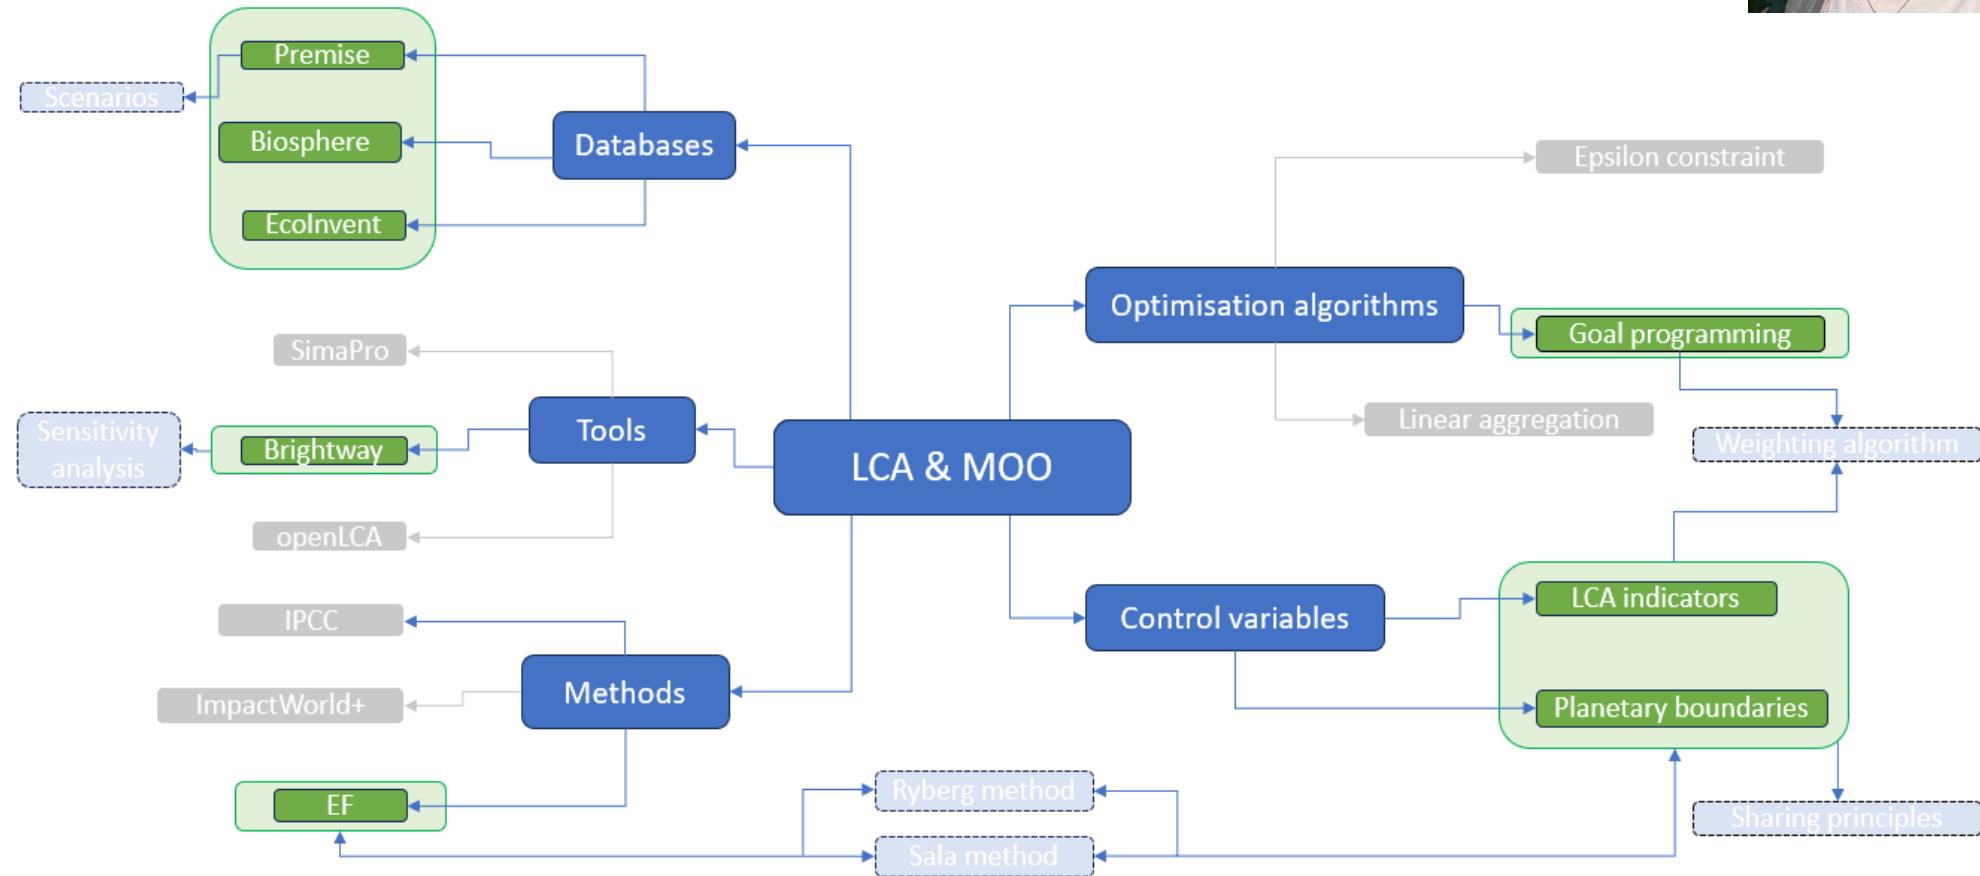 Premise
Scenarios
Biosphere
Databases
EcoInvent
Epsilon constraint
Optimisation algorithms
Goal programming
SimaPro
Linear aggregation
Sensitivity
analysis
Brightway
Tools
Weighting algorithm
LCA & MOO
openLCA
IPCC
Control variables
LCA indicators
ImpactWorld+
Methods
Planetary boundaries
EF
Ryberg method
Sharing principles
Sala method